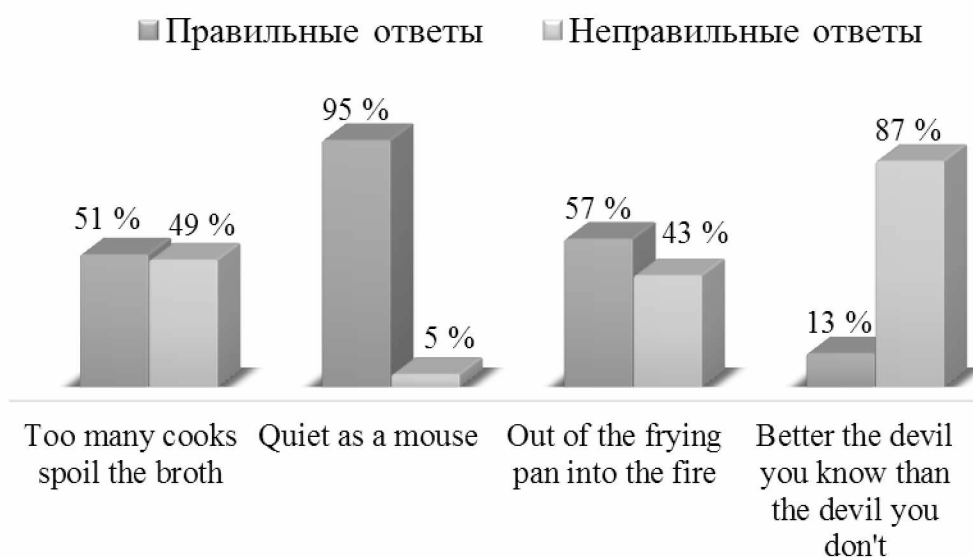 Правильные ответы Неправильные ответы
95 %
87 %
51 % 49 %
57 %
43 %
5 %
13 %
Too many cooks
spoil the broth
Quiet as a mouse
Out of the frying
pan into the fire
Better the devil
you know than
the devil you
don't